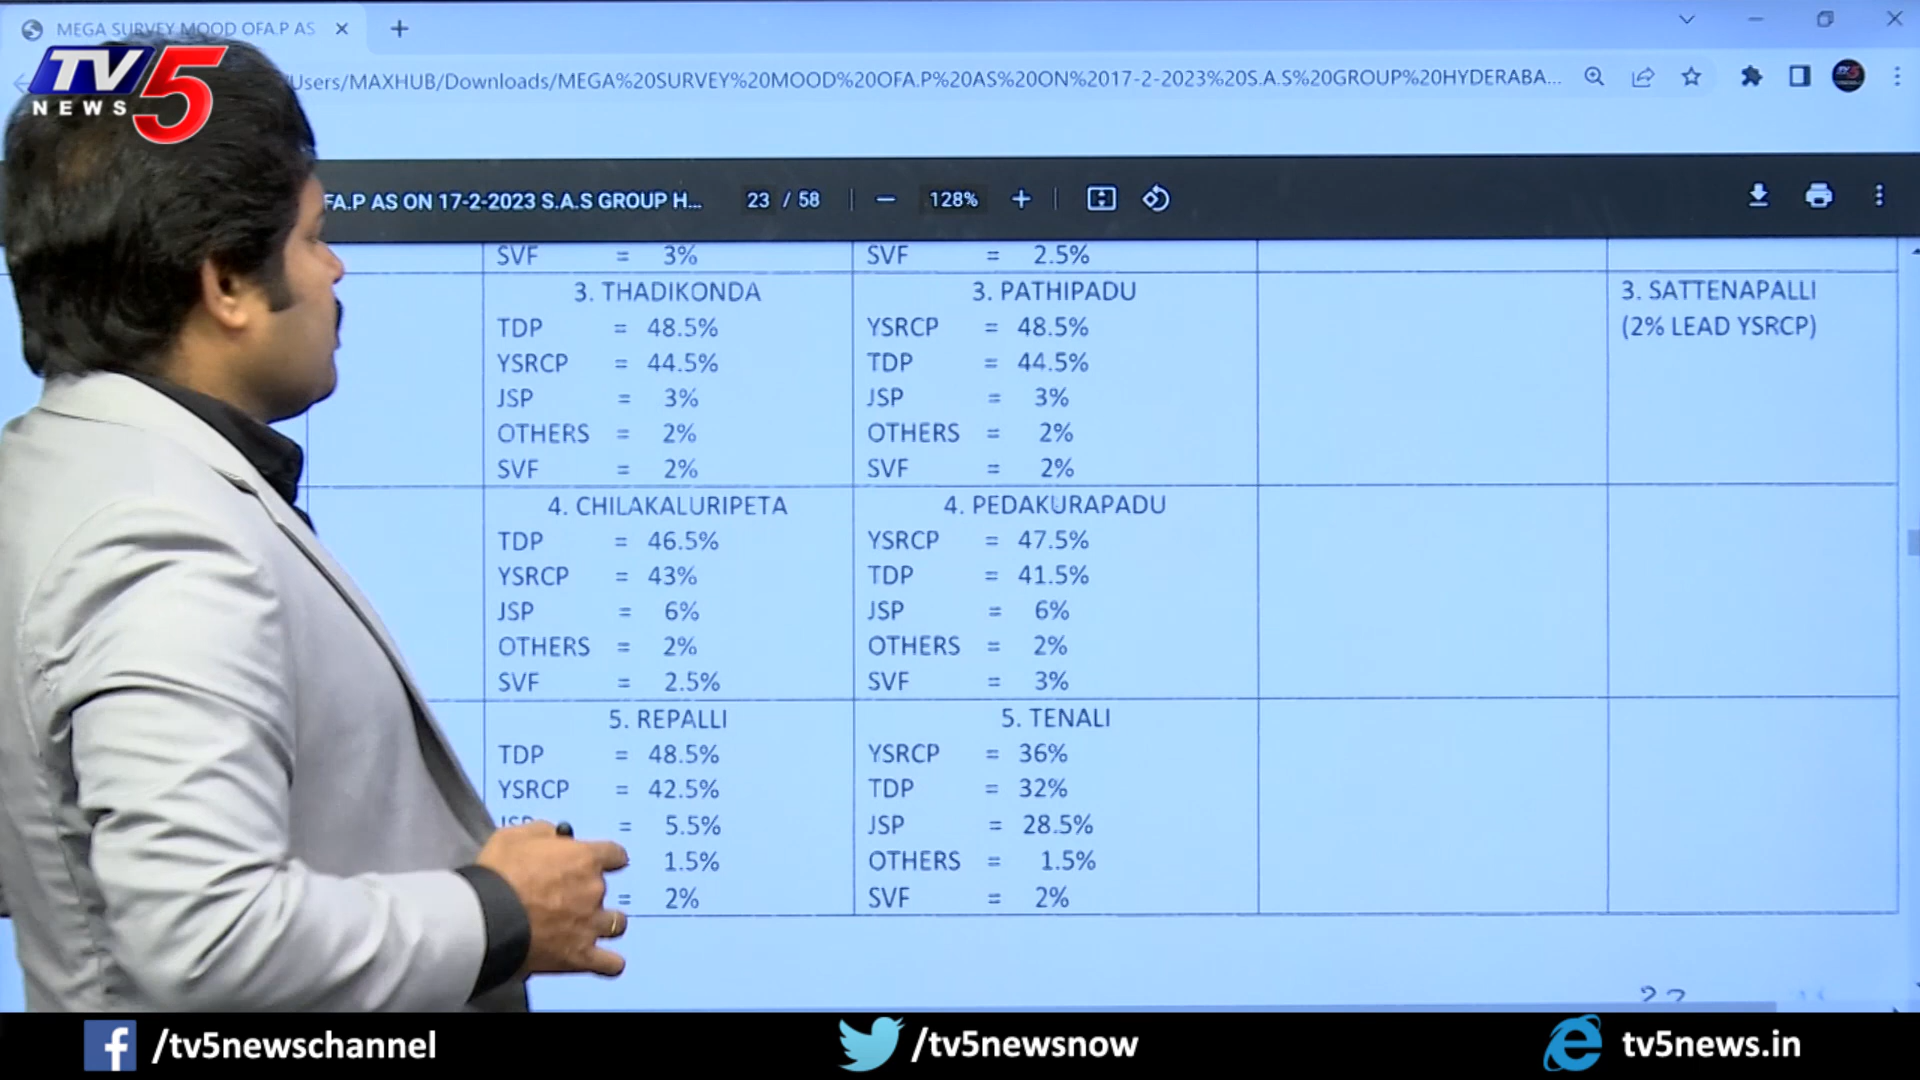 MEGA SURVEY MOOD OFA.P AS
TV5
NEWS
Users/MAXHUB/Downloads/MEGA%20SURVEY%20MOOD%20OFA.P%20AS%20ON%2017-2-2023%20S.A.S%20GROUP%20HYDERABA...
FA.P AS ON 17-2-2023 S.A.S GROUP H... 23 / 58 128%
SVF = 3%
SVF = 2.5%
3. THADIKONDA
TDP = 48.5%
YSRCP = 44.5%
JSP = 3%
OTHERS = 2%
SVF = 2%
3. PATHIPADU
YSRCP = 48.5%
TDP = 44.5%
JSP = 3%
OTHERS = 2%
SVF = 2%
3. SATTENAPALLI
(2% LEAD YSRCP)
4. CHILAKALURIPETA
TDP = 46.5%
YSRCP = 43%
JSP = 6%
OTHERS = 2%
SVF = 2.5%
4. PEDAKURAPADU
YSRCP = 47.5%
TDP = 41.5%
JSP = 6%
OTHERS = 2%
SVF = 3%
5. REPALLI
TDP = 48.5%
YSRCP = 42.5%
JSP = 5.5%
1.5%
= 2%
5. TENALI
YSRCP = 36%
TDP = 32%
JSP = 28.5%
OTHERS = 1.5%
SVF = 2%
/tv5newschannel
/tv5newsnow
tv5news.in